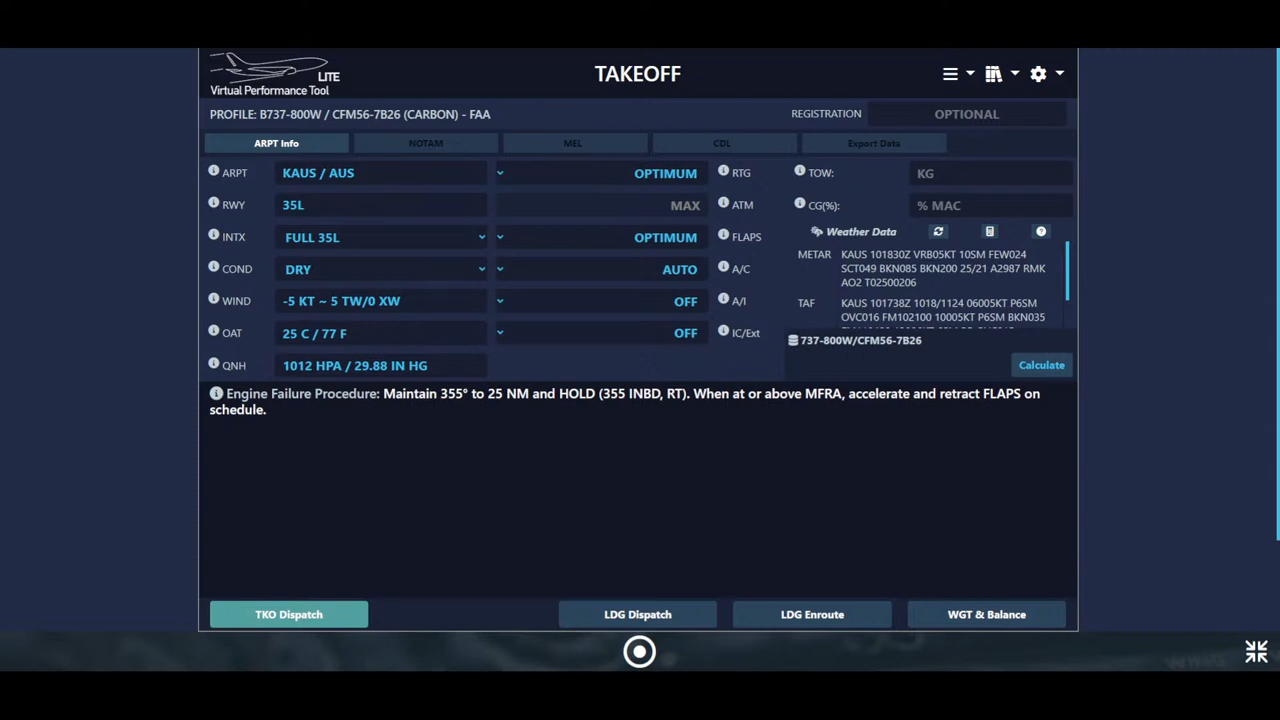 LITE
TAKEOFF
Virtual Performance Tool
PROFILE: B737-800W / CFM56-7B26 (CARBON) - FAA
REGISTRATION OPTIONAL
ARPT Info NOTAM MEL CDL Export Data
ARPT KAUS / AUS OPTIMUM RTG TOW: KG
RWY 35L MAX ATM CG(%): % MAC
INTX FULL 35L OPTIMUM FLAPS Weather Data
COND DRY AUTO A/C
METAR KAUS 101830Z VRB05KT 10SM FEW024
SCT049 BKN085 BKN200 25/21 A2987 RMK
AO2 T02500206
WIND -5 KT ~ 5 TW/0 XW OFF A/I
TAF KAUS 101738Z 1018/1124 06005KT P6SM
OVC016 FM102100 10005KT P6SM BKN035
OAT 25 C / 77 F OFF IC/Ext
737-800W/CFM56-7B26
QNH 1012 HPA / 29.88 IN HG Calculate
Engine Failure Procedure: Maintain 355° to 25 NM and HOLD (355 INBD, RT). When at or above MFRA, accelerate and retract FLAPS on
schedule.
TKO Dispatch LDG Dispatch LDG Enroute WGT & Balance